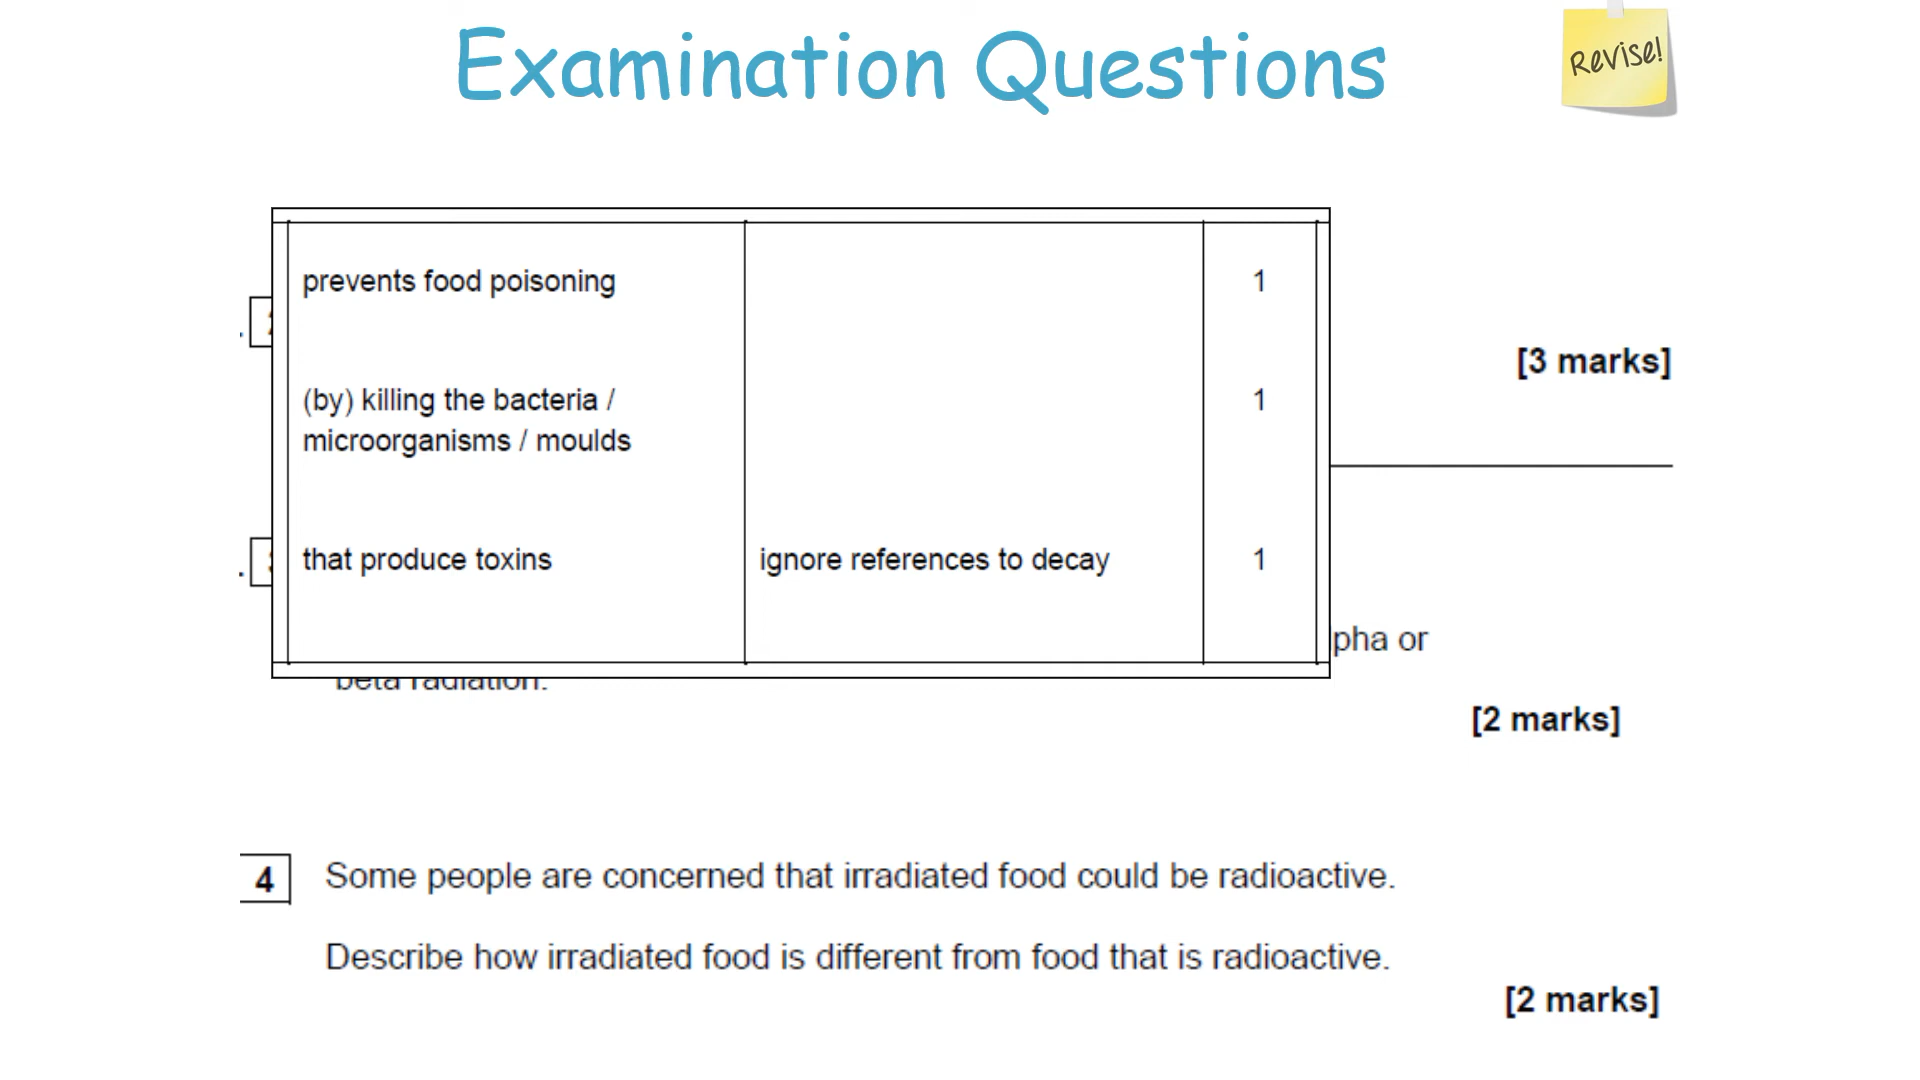 Examination Questions
Revise!
prevents food poisoning 1
[3 marks]
(by) killing the bacteria / 1
microorganisms / moulds
that produce toxins ignore references to decay 1
pha or
beta radiation.
[2 marks]
4 Some people are concerned that irradiated food could be radioactive.
Describe how irradiated food is different from food that is radioactive.
[2 marks]